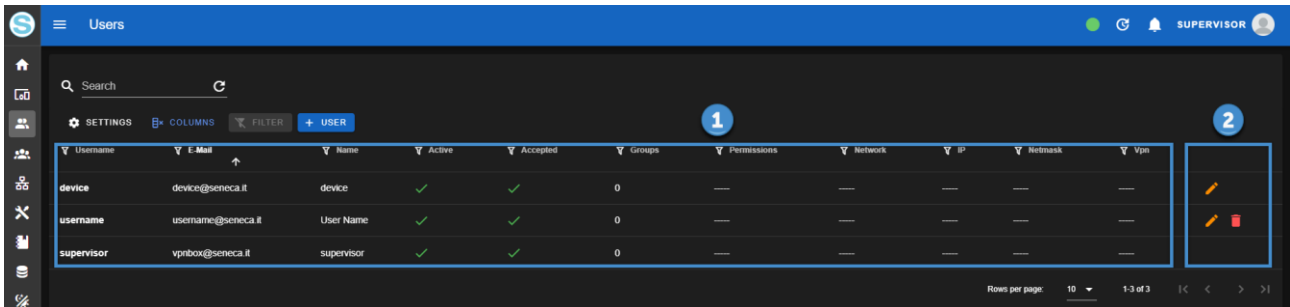 S Users SUPERVISOR
Search
SETTINGS COLUMNS FILTER + USER 1 2
Username E-Mail Name Active Accepted Groups Permissions Network IP Netmask Vpn
device device@seneca.it device 0 ----- ----- ----- ----- -----
username username@seneca.it User Name 0 ----- ----- ----- ----- -----
supervisor vpnbox@seneca.it supervisor 0 ----- ----- ----- ----- -----
Rows per page: 10 1-3 of 3